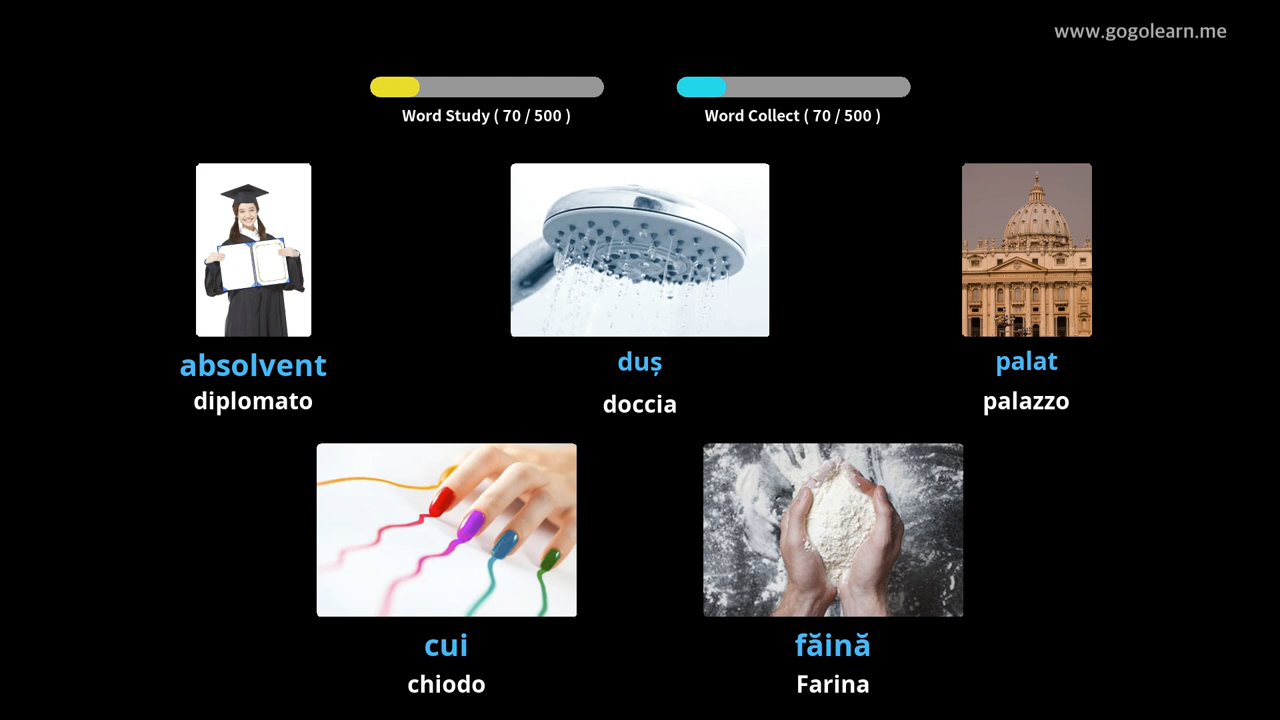 www.gogolearn.me
Word Study ( 70 / 500 )
Word Collect ( 70 / 500 )
absolvent
diplomato
duș
doccia
palat
palazzo
cui
chiodo
făină
Farina